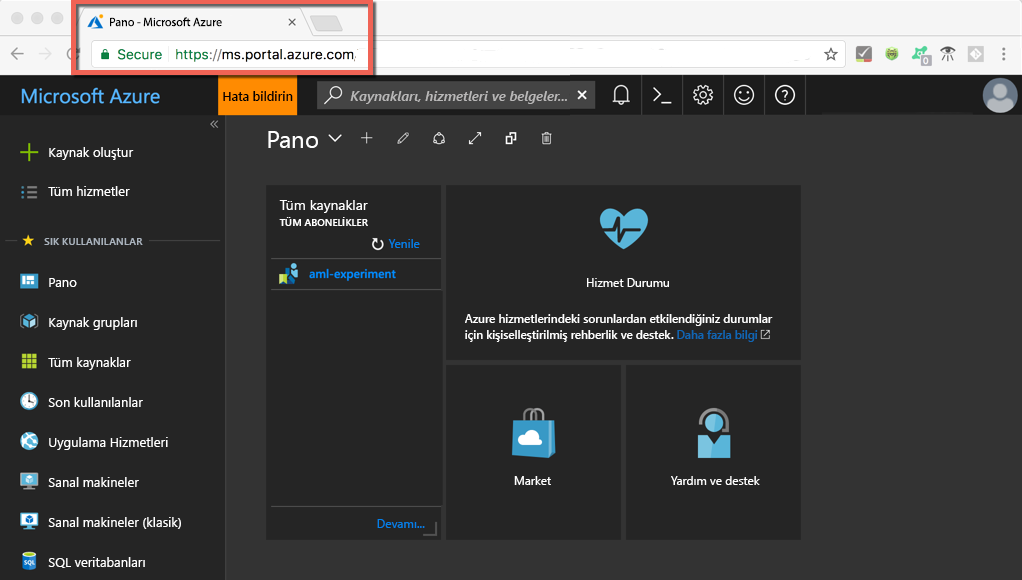 Pano - Microsoft Azure
Secure https://ms.portal.azure.com
0
Microsoft Azure
Hata bildirin
Kaynakları, hizmetleri ve belgeler...
Kaynak oluştur
Tüm hizmetler
SIK KULLANILANLAR
Pano
Kaynak grupları
Tüm kaynaklar
Son kullanılanlar
Uygulama Hizmetleri
Sanal makineler
Sanal makineler (klasik)
SQL
SQL veritabanları
Pano
Tüm kaynaklar
TÜM ABONELİKLER
Yenile
aml-experiment
Devamı...
Hizmet Durumu
Azure hizmetlerindeki sorunlardan etkilendiğiniz durumlar
için kişiselleştirilmiş rehberlik ve destek. Daha fazla bilgi
Market
Yardım ve destek